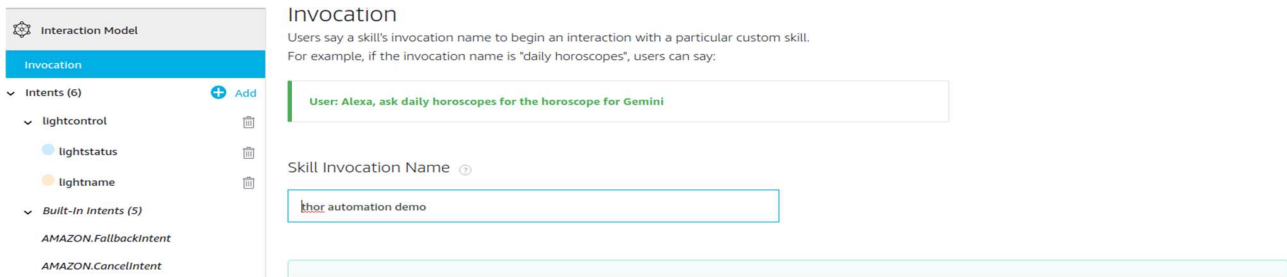 Interaction Model
Invocation
Intents (6)
Add
lightcontrol
lightstatus
lightname
Built-In Intents (5)
AMAZON.FallbackIntent
AMAZON.CancelIntent
Invocation
Users say a skill's invocation name to begin an interaction with a particular custom skill.
For example, if the invocation name is "daily horoscopes", users can say:
User: Alexa, ask daily horoscopes for the horoscope for Gemini
Skill Invocation Name ?
thor automation demo